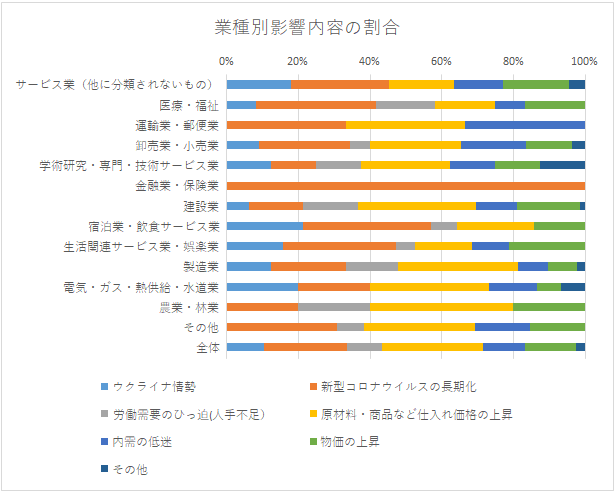 業種別影響内容の割合
0% 20% 40% 60% 80% 100%
サービス業（他に分類されないもの）
医療・福祉
運輸業・郵便業
卸売業・小売業
学術研究・専門・技術サービス業
金融業・保険業
建設業
宿泊業・飲食サービス業
生活関連サービス業・娯楽業
製造業
電気・ガス・熱供給・水道業
農業・林業
その他
全体
ウクライナ情勢 新型コロナウイルスの長期化
労働需要のひっ迫(人手不足） 原材料・商品など仕入れ価格の上昇
内需の低迷 物価の上昇
その他